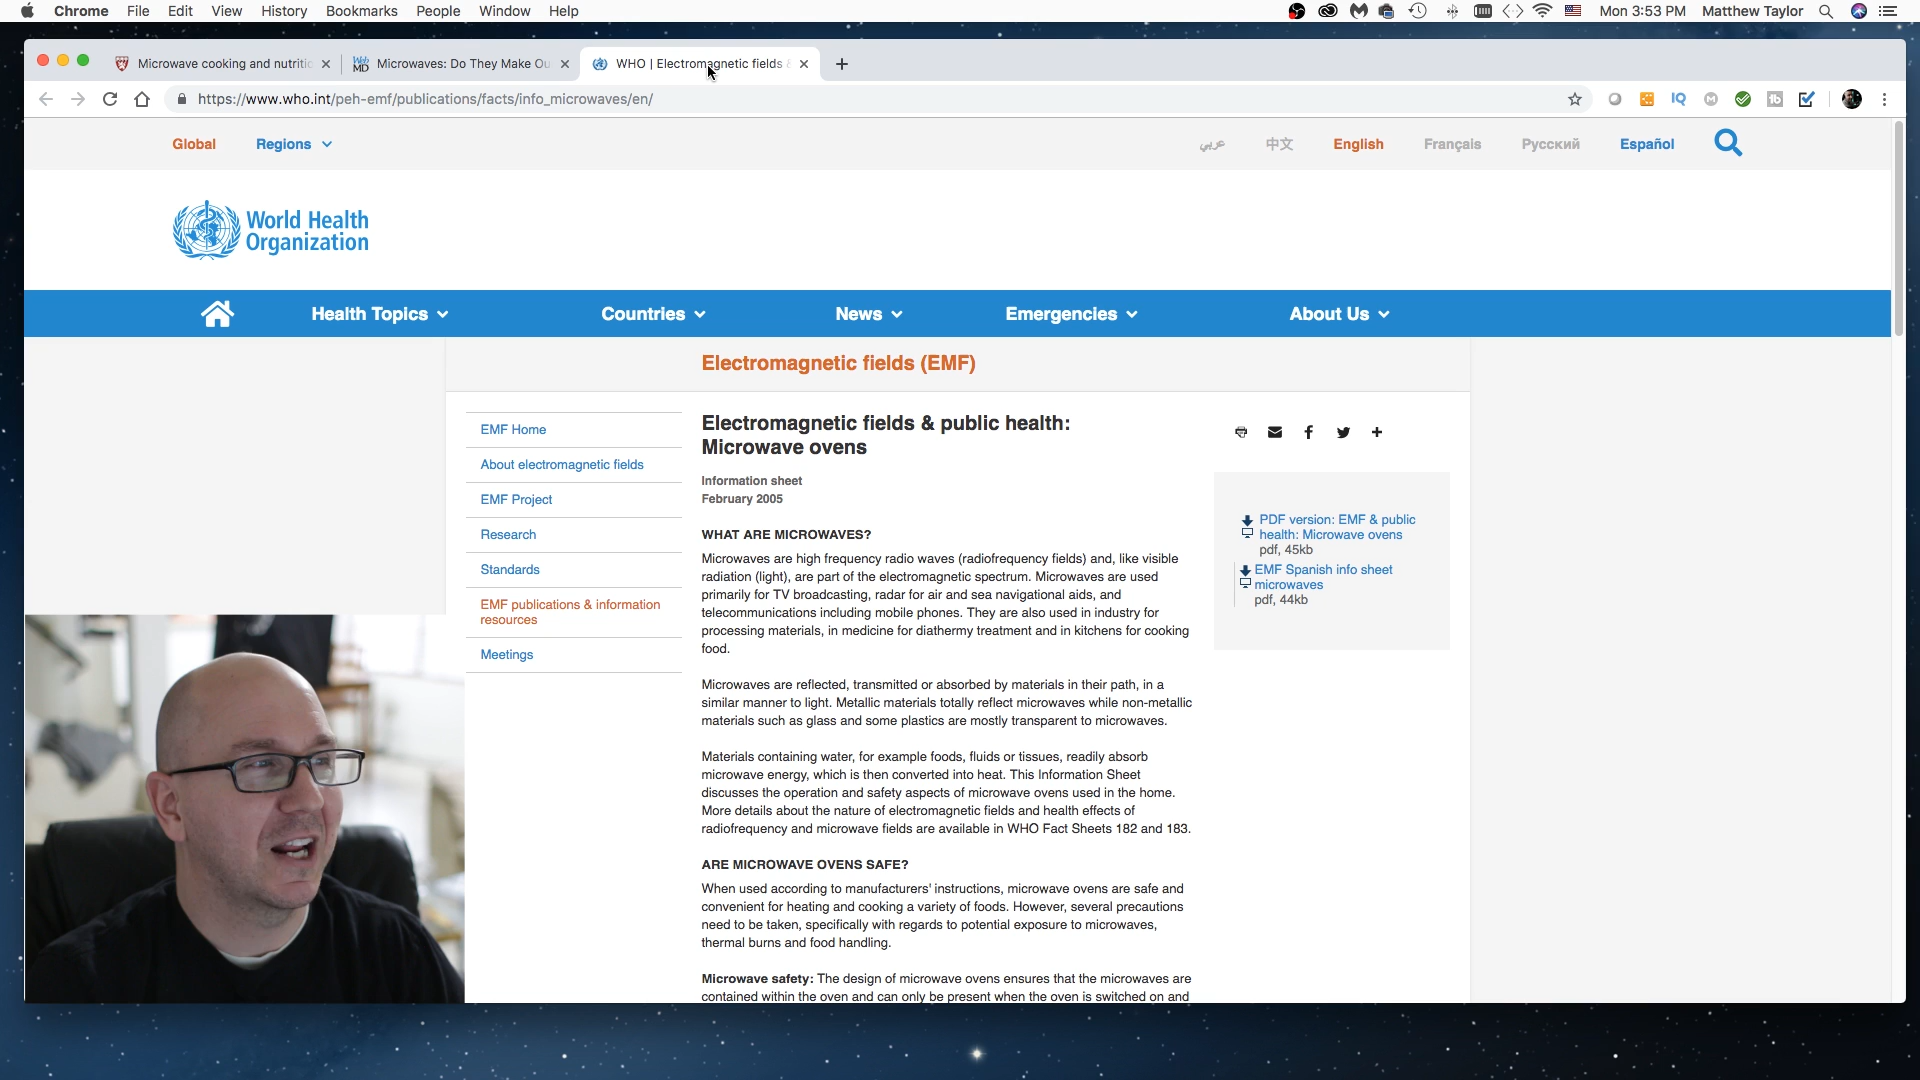 Chrome File Edit View History Bookmarks People Window Help
Mon 3:53 PM Matthew Taylor
Microwave cooking and nutriti
Web MD Microwaves: Do They Make Ou
WHO | Electromagnetic fields &
https://www.who.int/peh-emf/publications/facts/info_microwaves/en/
IQ
Global Regions عربي 中文 English Français Русский Español
World Health
Organization
Health Topics Countries News Emergencies About Us
Electromagnetic fields (EMF)
EMF Home
About electromagnetic fields
EMF Project
Research
Standards
EMF publications & information
resources
Meetings
Electromagnetic fields & public health:
Microwave ovens
Information sheet
February 2005
WHAT ARE MICROWAVES?
Microwaves are high frequency radio waves (radiofrequency fields) and, like visible
radiation (light), are part of the electromagnetic spectrum. Microwaves are used
primarily for TV broadcasting, radar for air and sea navigational aids, and
telecommunications including mobile phones. They are also used in industry for
processing materials, in medicine for diathermy treatment and in kitchens for cooking
food.
Microwaves are reflected, transmitted or absorbed by materials in their path, in a
similar manner to light. Metallic materials totally reflect microwaves while non-metallic
materials such as glass and some plastics are mostly transparent to microwaves.
Materials containing water, for example foods, fluids or tissues, readily absorb
microwave energy, which is then converted into heat. This Information Sheet
discusses the operation and safety aspects of microwave ovens used in the home.
More details about the nature of electromagnetic fields and health effects of
radiofrequency and microwave fields are available in WHO Fact Sheets 182 and 183.
ARE MICROWAVE OVENS SAFE?
When used according to manufacturers' instructions, microwave ovens are safe and
convenient for heating and cooking a variety of foods. However, several precautions
need to be taken, specifically with regards to potential exposure to microwaves,
thermal burns and food handling.
Microwave safety: The design of microwave ovens ensures that the microwaves are
contained within the oven and can only be present when the oven is switched on and
PDF version: EMF & public
health: Microwave ovens
pdf, 45kb
EMF Spanish info sheet
microwaves
pdf, 44kb